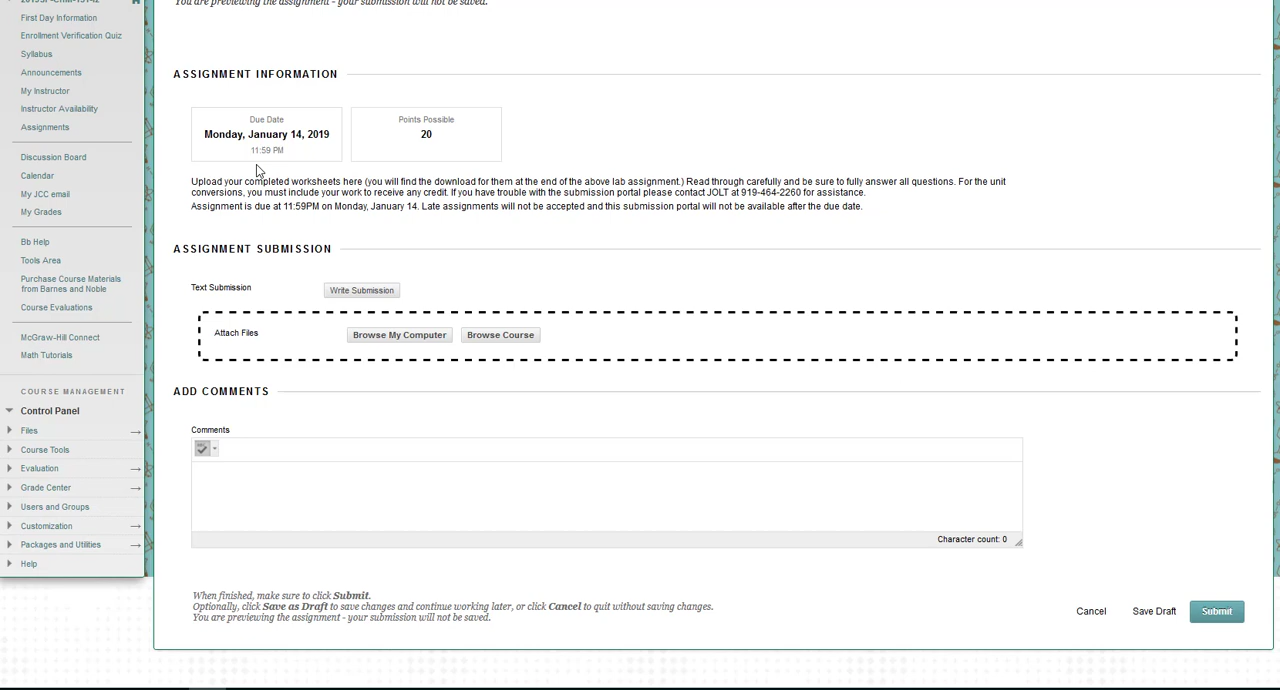 First Day Information
Enrollment Verification Quiz
Syllabus
Announcements
My Instructor
Instructor Availability
Assignments
Discussion Board
Calendar
My JCC email
My Grades
Bb Help
Tools Area
Purchase Course Materials
from Barnes and Noble
Course Evaluations
McGraw-Hill Connect
Math Tutorials
COURSE MANAGEMENT
Control Panel
Files
Course Tools
Evaluation
Grade Center
Users and Groups
Customization
Packages and Utilities
Help
You are previewing the assignment - your submission will not be saved.
ASSIGNMENT INFORMATION
Due Date
Monday, January 14, 2019
11:59 PM
Points Possible
20
Upload your completed worksheets here (you will find the download for them at the end of the above lab assignment.) Read through carefully and be sure to fully answer all questions. For the unit
conversions, you must include your work to receive any credit. If you have trouble with the submission portal please contact JOLT at 919-464-2260 for assistance.
Assignment is due at 11:59PM on Monday, January 14. Late assignments will not be accepted and this submission portal will not be available after the due date.
ASSIGNMENT SUBMISSION
Text Submission
Write Submission
Attach Files
Browse My Computer
Browse Course
ADD COMMENTS
Comments
Character count: 0
When finished, make sure to click Submit.
Optionally, click Save as Draft to save changes and continue working later, or click Cancel to quit without saving changes.
You are previewing the assignment - your submission will not be saved.
Cancel
Save Draft
Submit